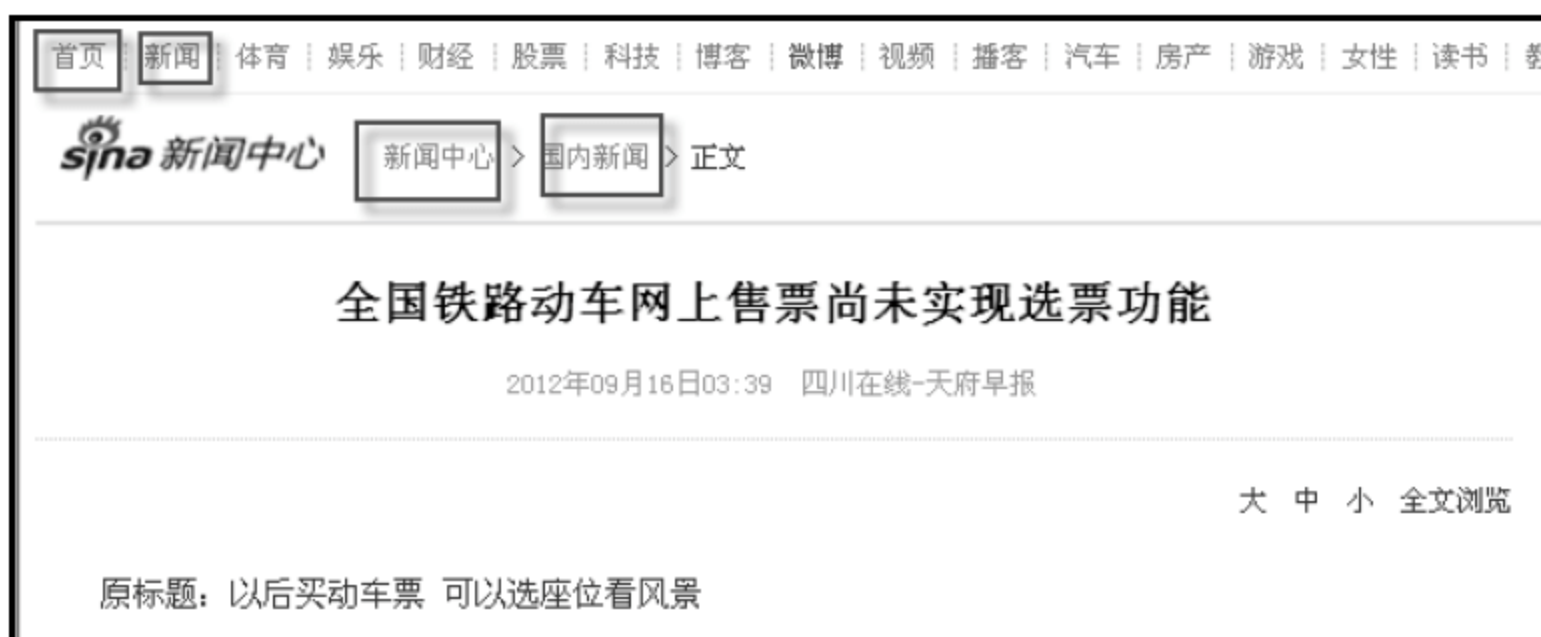 首页 新闻 体育 娱乐 财经 股票 科技 博客 微博 视频 播客 汽车 房产 游戏 女性 读书
sina 新闻中心 新闻中心 > 国内新闻 > 正文
全国铁路动车网上售票尚未实现选票功能
2012年09月16日03:39 四川在线-天府早报
大 中 小 全文浏览
原标题：以后买动车票 可以选座位看风景